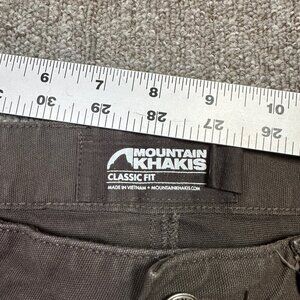 6 7 8 9 10
30 29 28 27 26
MOUNTAIN
KHAKIS
CLASSIC FIT
MADE IN VIETNAM • MOUNTAINKHAKIS.COM